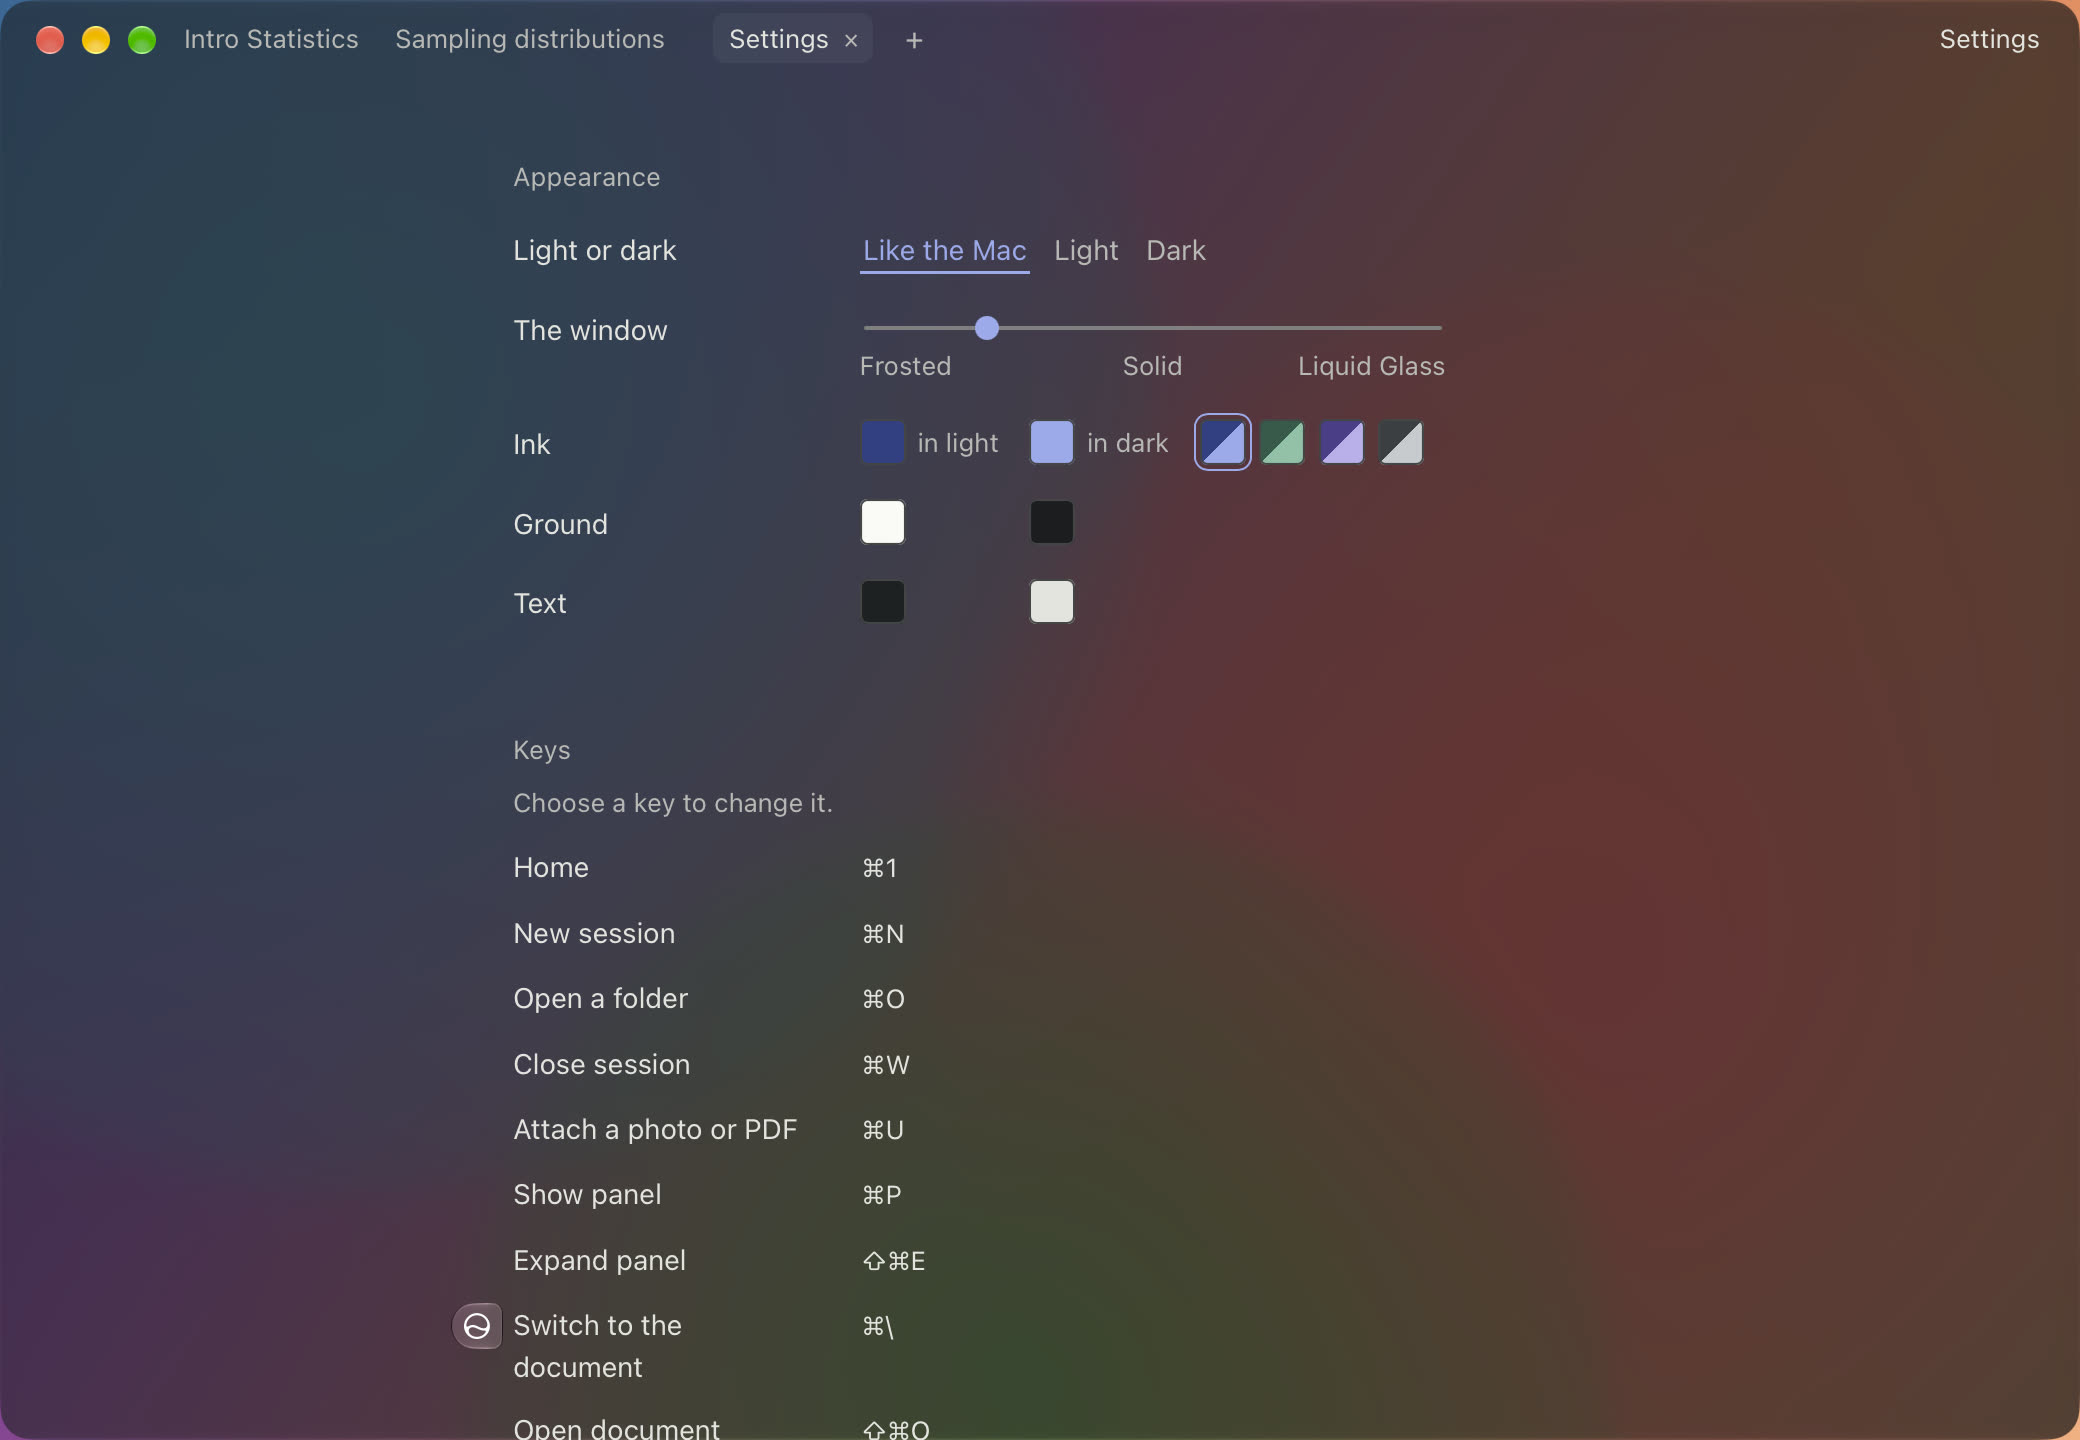 Intro Statistics Sampling distributions Settings × + Settings
Appearance
Light or dark Like the Mac Light Dark
The window
Frosted Solid Liquid Glass
Ink in light in dark
Ground
Text
Keys
Choose a key to change it.
Home ⌘1
New session ⌘N
Open a folder ⌘O
Close session ⌘W
Attach a photo or PDF ⌘U
Show panel ⌘P
Expand panel ⇧⌘E
Switch to the ⌘\
document
Open document ⇧⌘O